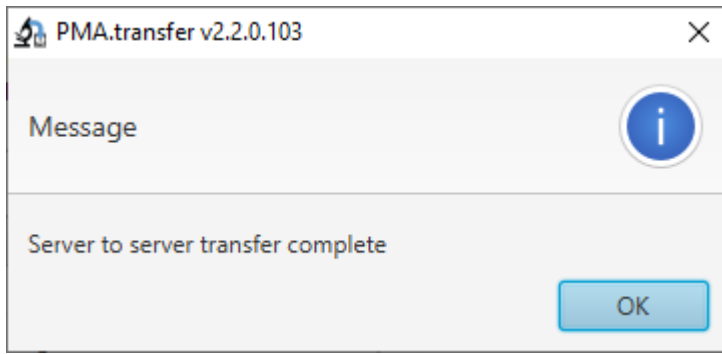 PMA.transfer v2.2.0.103
Message
Server to server transfer complete
OK